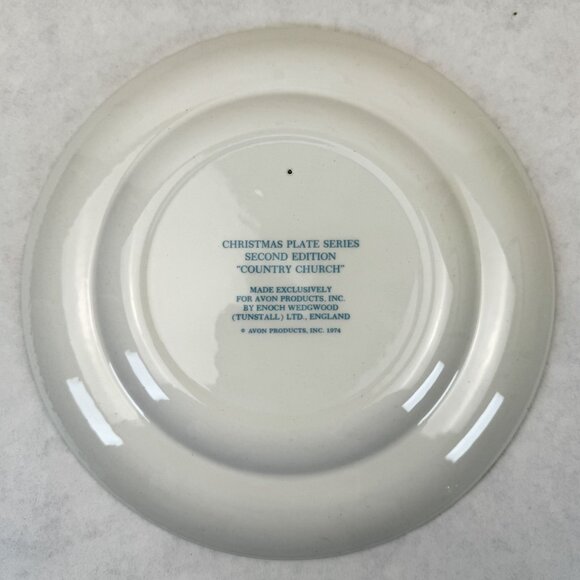 CHRISTMAS PLATE SERIES
SECOND EDITION
"COUNTRY CHURCH"
MADE EXCLUSIVELY
FOR AVON PRODUCTS, INC.
BY ENOCH WEDGWOOD
(TUNSTALL) LTD., ENGLAND
© AVON PRODUCTS, INC. 1974